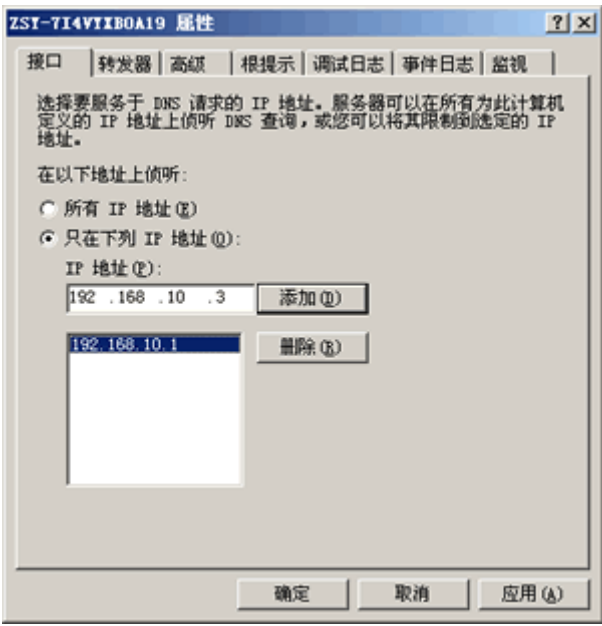 ZSY-7I4VYXBOA19 属性
接口 转发器 高级 根提示 调试日志 事件日志 监视
选择要服务于 DNS 请求的 IP 地址。服务器可以在所有为此计算机
定义的 IP 地址上侦听 DNS 查询，或您可以将其限制到选定的 IP
地址。
在以下地址上侦听:
所有 IP 地址(E)
只在下列 IP 地址(O):
IP 地址(P):
192 .168 .10 .3 添加(D)
192.168.10.1 删除(R)
确定 取消 应用(A)